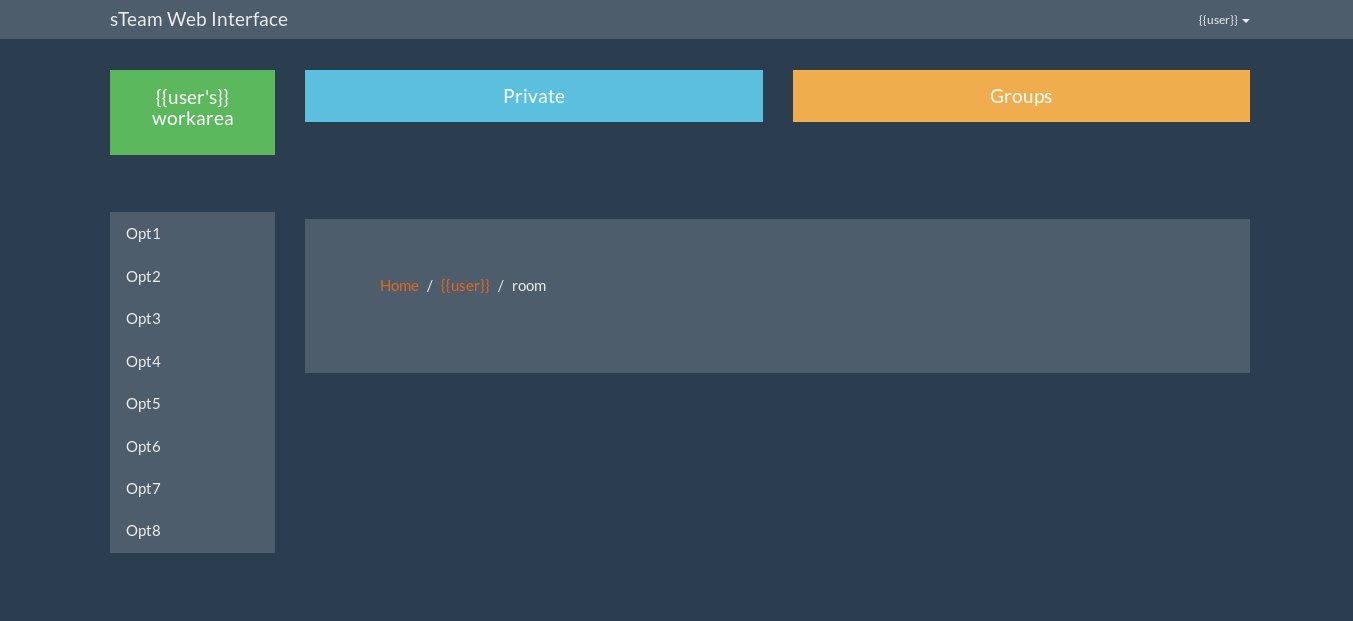 sTeam Web Interface
{{user}}
{{user's}}
workarea
Private
Groups
Opt1
Opt2
Opt3
Opt4
Opt5
Opt6
Opt7
Opt8
Home / {{user}} / room